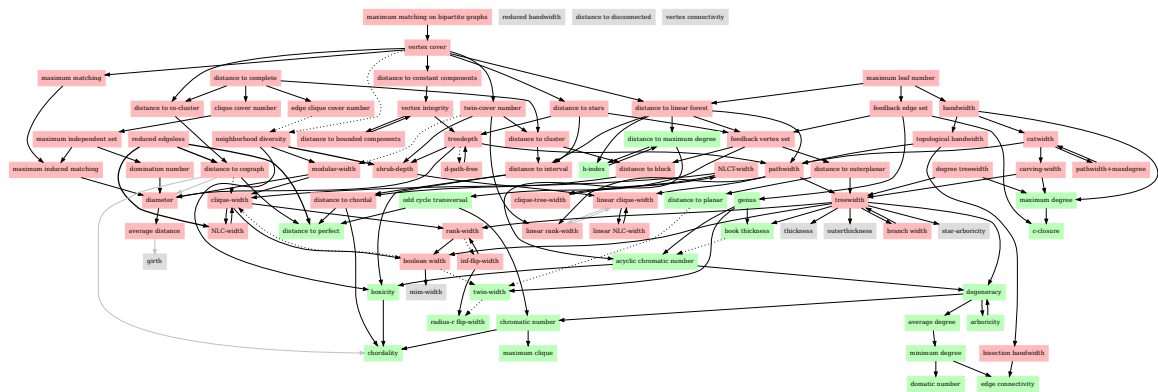 maximum matching on bipartite graphs
reduced bandwidth
distance to disconnected
vertex connectivity
vertex cover
maximum matching
distance to complete
distance to constant components
maximum leaf number
distance to co-cluster
clique cover number
edge clique cover number
vertex integrity
twin-cover number
distance to stars
distance to linear forest
feedback edge set
bandwidth
maximum independent set
reduced edgeless
neighborhood diversity
distance to bounded components
treedepth
distance to cluster
distance to maximum degree
feedback vertex set
topological bandwidth
cutwidth
maximum induced matching
domination number
distance to cograph
modular-width
shrub-depth
d-path-free
distance to interval
h-index
distance to block
NLCT-width
pathwidth
distance to outerplanar
degree treewidth
carving-width
pathwidth+maxdegree
diameter
clique-width
distance to chordal
odd cycle transversal
clique-tree-width
linear clique-width
distance to planar
genus
treewidth
maximum degree
average distance
NLC-width
distance to perfect
rank-width
linear rank-width
linear NLC-width
book thickness
thickness
outerthickness
branch width
star-arboricity
c-closure
girth
boolean width
inf-flip-width
acyclic chromatic number
boxicity
mim-width
twin-width
degeneracy
radius-r flip-width
chromatic number
average degree
arboricity
chordality
maximum clique
minimum degree
bisection bandwidth
domatic number
edge connectivity